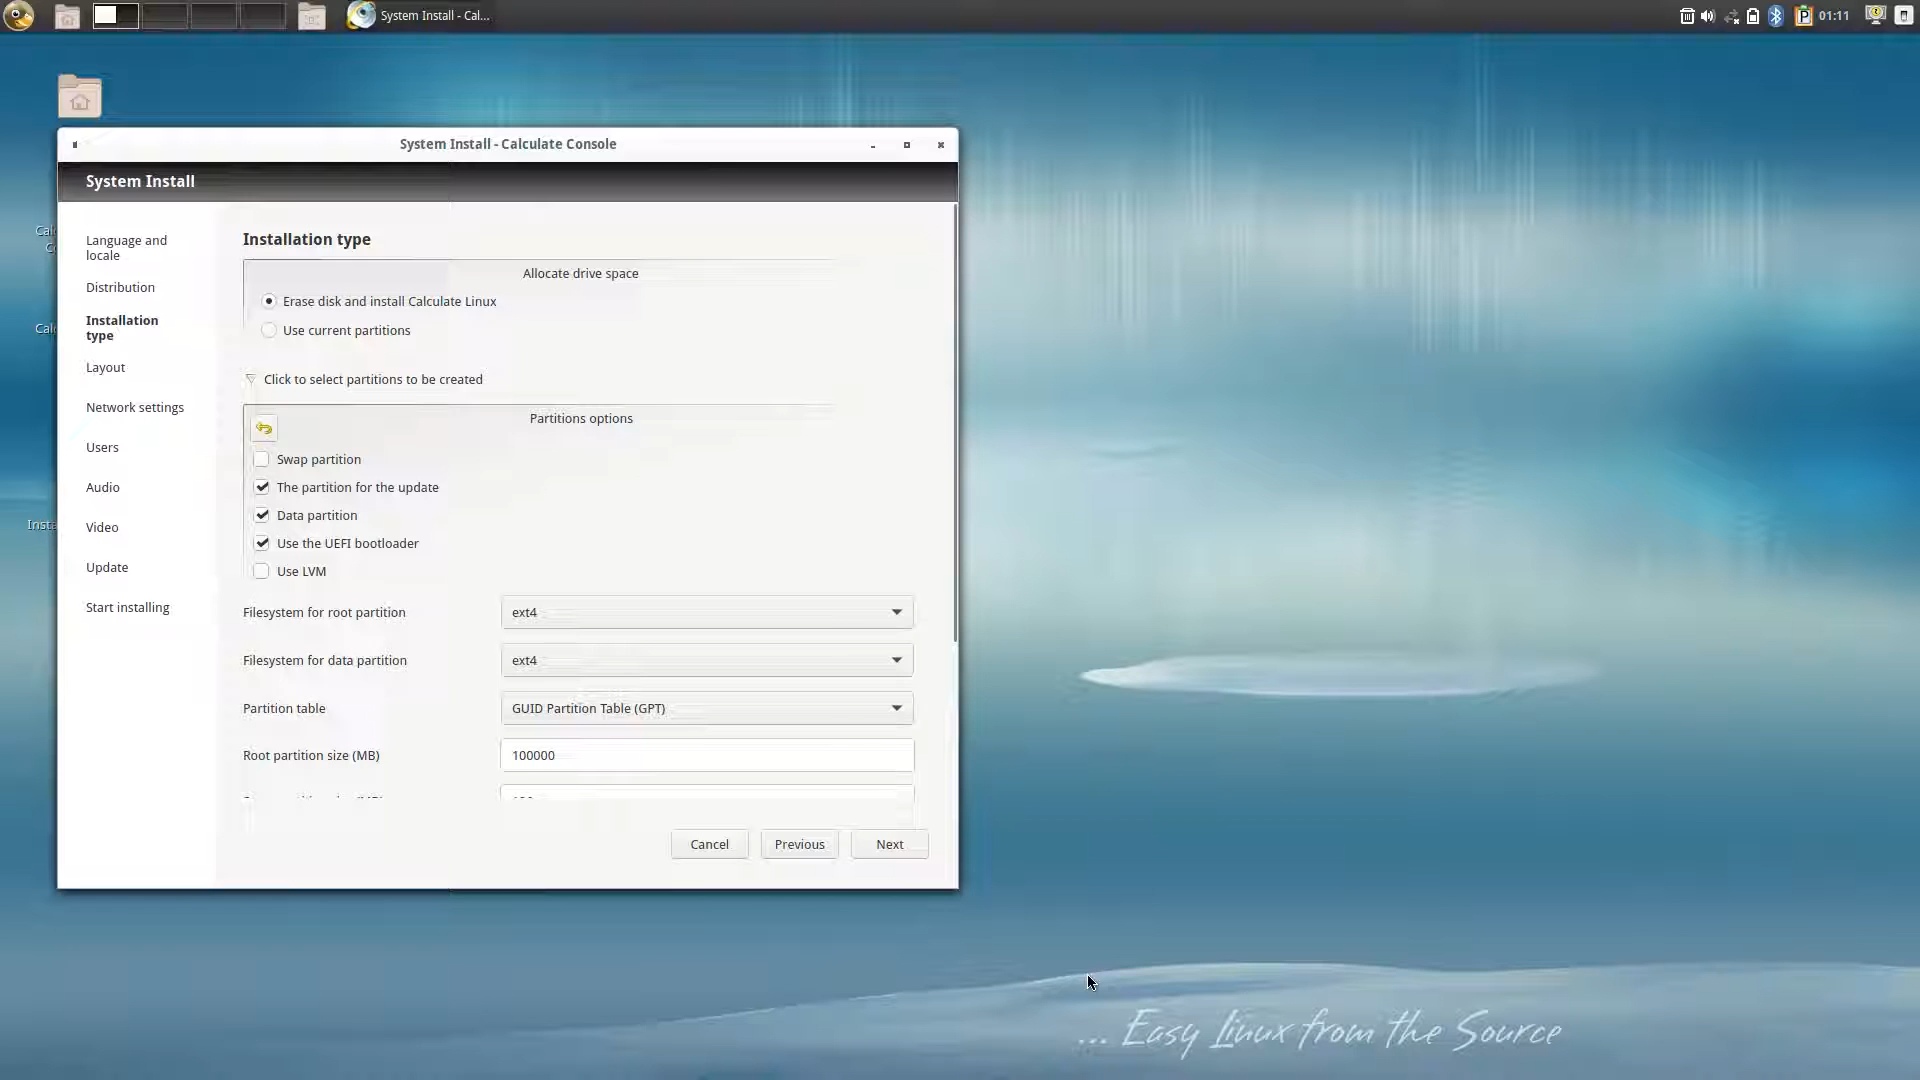 System Install - Cal...
P
01:11
System Install - Calculate Console
System Install
Language and
locale
Distribution
Installation
type
Layout
Network settings
Users
Audio
Video
Update
Start installing
Installation type
Allocate drive space
Erase disk and install Calculate Linux
Use current partitions
Click to select partitions to be created
Partitions options
Swap partition
The partition for the update
Data partition
Use the UEFI bootloader
Use LVM
Filesystem for root partition
ext4
Filesystem for data partition
ext4
Partition table
GUID Partition Table (GPT)
Root partition size (MB)
100000
Cancel
Previous
Next
... Easy Linux from the Source